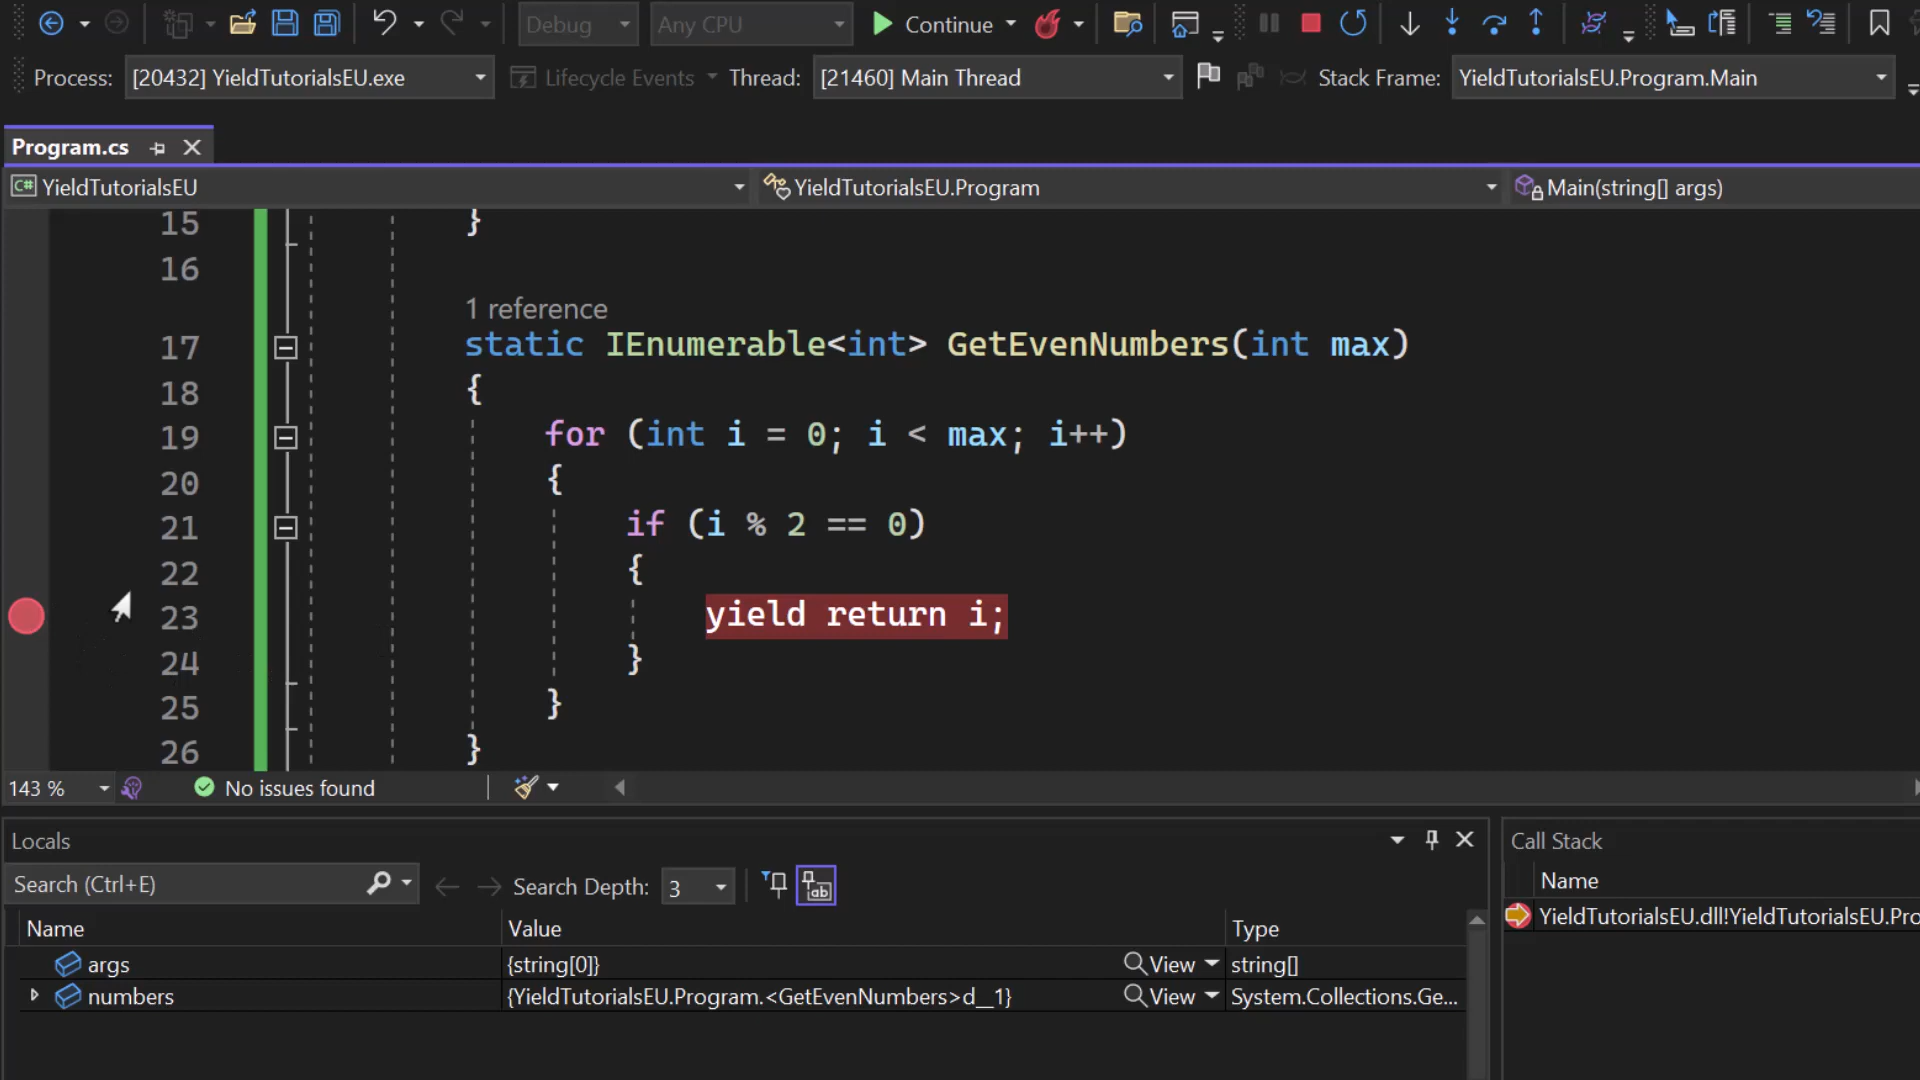 Debug Any CPU Continue
Process: [20432] YieldTutorialsEU.exe Lifecycle Events Thread: [21460] Main Thread Stack Frame: YieldTutorialsEU.Program.Main
Program.cs
C# YieldTutorialsEU YieldTutorialsEU.Program Main(string[] args)
15 }
16
1 reference
17 static IEnumerable<int> GetEvenNumbers(int max)
18 {
19 for (int i = 0; i < max; i++)
20 {
21 if (i % 2 == 0)
22 {
23 yield return i;
24 }
25 }
26 }
143 % No issues found
Locals
Search (Ctrl+E) Search Depth: 3
Name Value Type
args {string[0]} View string[]
numbers {YieldTutorialsEU.Program.<GetEvenNumbers>d__1} View System.Collections.Ge...
Call Stack
Name
YieldTutorialsEU.dll!YieldTutorialsEU.Pro